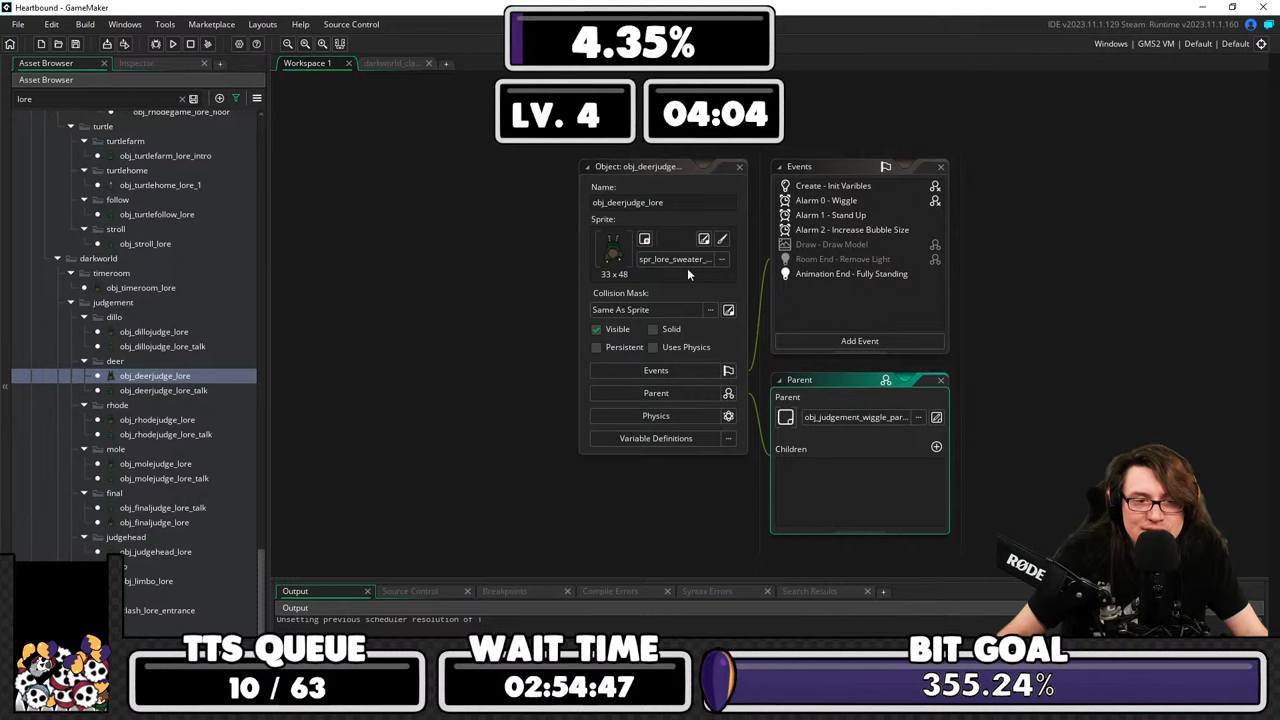 Heartbound - GameMaker
File Edit Build Windows Tools Marketplace Layouts Help Source Control
IDE v2023.11.1.129 Steam Runtime v2023.11.1.160
Windows | GMS2 VM | Default | Default
4.35%
LV. 4
04:04
Asset Browser
Inspector
Workspace 1
darkworld_cla...
Asset Browser
lore
obj_rhodegame_lore_floor
turtle
turtlefarm
obj_turtlefarm_lore_intro
turtlehome
obj_turtlehome_lore_1
follow
obj_turtlefollow_lore
stroll
obj_stroll_lore
darkworld
timeroom
obj_timeroom_lore
judgement
dillo
obj_dillojudge_lore
obj_dillojudge_lore_talk
deer
obj_deerjudge_lore
obj_deerjudge_lore_talk
rhode
obj_rhodejudge_lore
obj_rhodejudge_lore_talk
mole
obj_molejudge_lore
obj_molejudge_lore_talk
final
obj_finaljudge_lore_talk
obj_finaljudge_lore
judgehead
obj_judgehead_lore
obj_limbo_lore
lash_lore_entrance
Object: obj_deerjudge...
Name:
obj_deerjudge_lore
Sprite:
spr_lore_sweater_...
33 x 48
Collision Mask:
Same As Sprite
Visible Solid
Persistent Uses Physics
Events
Parent
Physics
Variable Definitions
Events
Create - Init Varibles
Alarm 0 - Wiggle
Alarm 1 - Stand Up
Alarm 2 - Increase Bubble Size
Draw - Draw Model
Room End - Remove Light
Animation End - Fully Standing
Add Event
Parent
Parent
obj_judgement_wiggle_par...
Children
RØDE
Output
Source Control
Breakpoints
Compile Errors
Syntax Errors
Search Results
Output
Unsetting previous scheduler resolution of 1
TTS QUEUE
10 / 63
WAIT TIME
02:54:47
BIT GOAL
355.24%